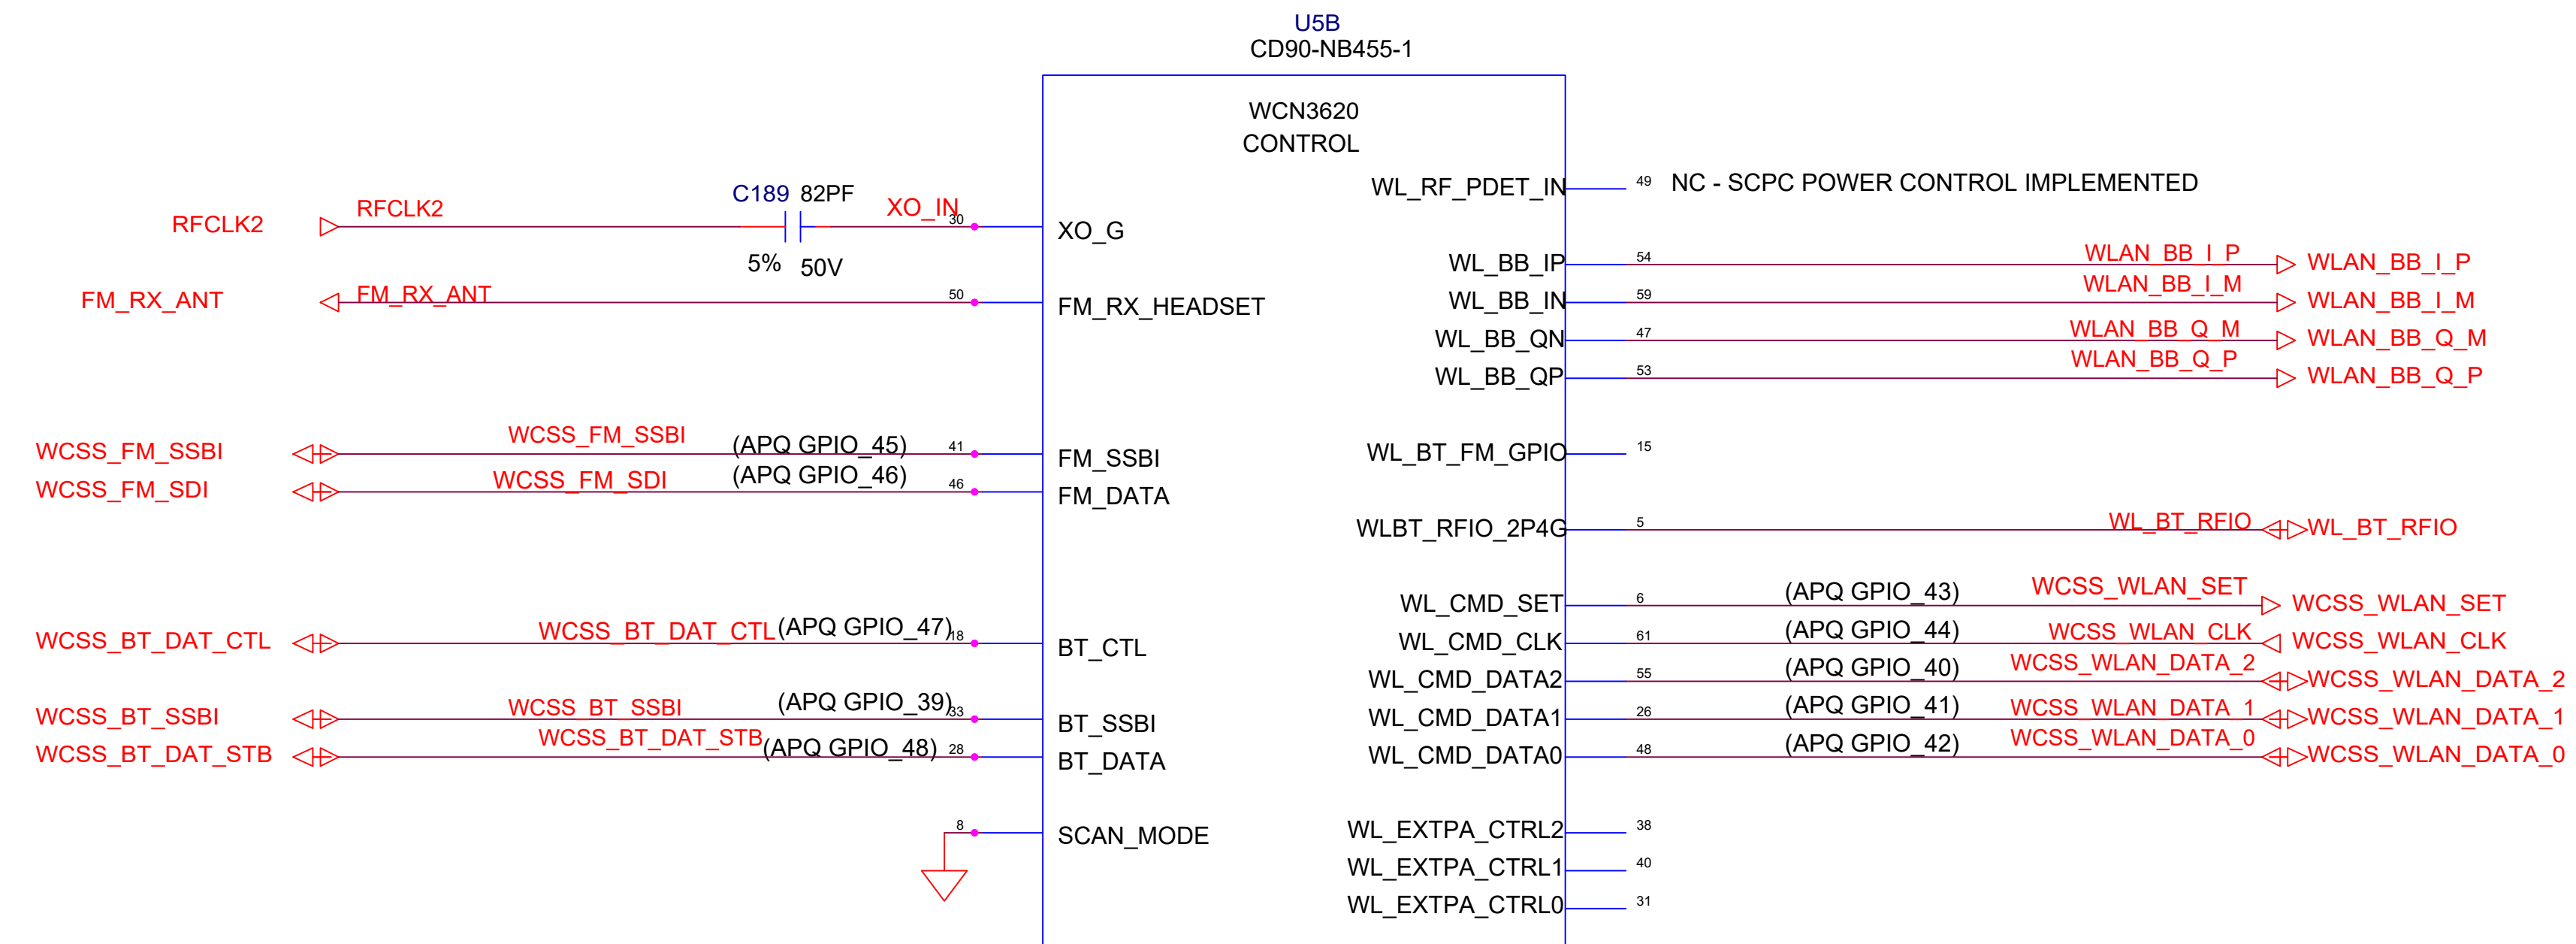 U5B
CD90-NB455-1
WCN3620
CONTROL
RFCLK2 RFCLK2 C189 82PF 5% 50V XO_IN 30 XO_G
FM_RX_ANT FM_RX_ANT 50 FM_RX_HEADSET
WCSS_FM_SSBI WCSS_FM_SSBI (APQ GPIO_45) 41 FM_SSBI
WCSS_FM_SDI WCSS_FM_SDI (APQ GPIO_46) 46 FM_DATA
WCSS_BT_DAT_CTL WCSS_BT_DAT_CTL (APQ GPIO_47) 18 BT_CTL
WCSS_BT_SSBI WCSS_BT_SSBI (APQ GPIO_39) 33 BT_SSBI
WCSS_BT_DAT_STB WCSS_BT_DAT_STB (APQ GPIO_48) 28 BT_DATA
8 SCAN_MODE
WL_RF_PDET_IN 49 NC - SCPC POWER CONTROL IMPLEMENTED
WL_BB_IP 54 WLAN_BB_I_P WLAN_BB_I_P
WL_BB_IN 59 WLAN_BB_I_M WLAN_BB_I_M
WL_BB_QN 47 WLAN_BB_Q_M WLAN_BB_Q_M
WL_BB_QP 53 WLAN_BB_Q_P WLAN_BB_Q_P
WL_BT_FM_GPIO 15
WLBT_RFIO_2P4G 5 WL_BT_RFIO WL_BT_RFIO
WL_CMD_SET 6 (APQ GPIO_43) WCSS_WLAN_SET WCSS_WLAN_SET
WL_CMD_CLK 61 (APQ GPIO_44) WCSS_WLAN_CLK WCSS_WLAN_CLK
WL_CMD_DATA2 55 (APQ GPIO_40) WCSS_WLAN_DATA_2 WCSS_WLAN_DATA_2
WL_CMD_DATA1 26 (APQ GPIO_41) WCSS_WLAN_DATA_1 WCSS_WLAN_DATA_1
WL_CMD_DATA0 48 (APQ GPIO_42) WCSS_WLAN_DATA_0 WCSS_WLAN_DATA_0
WL_EXTPA_CTRL2 38
WL_EXTPA_CTRL1 40
WL_EXTPA_CTRL0 31